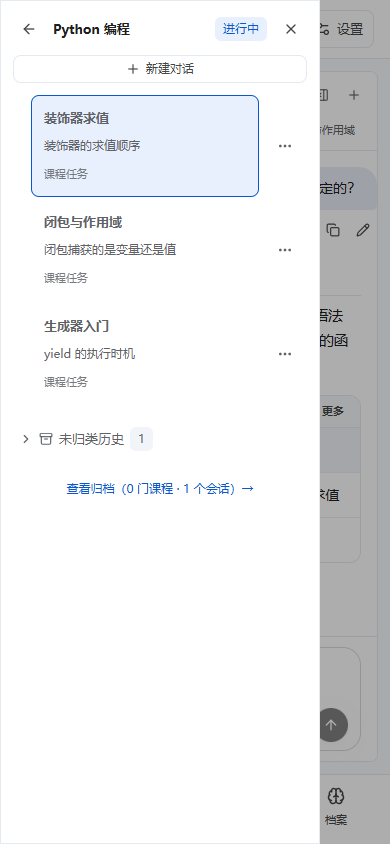 Python 编程
进行中
设置
新建对话
装饰器求值
装饰器的求值顺序
课程任务
与作用域
定的?
闭包与作用域
闭包捕获的是变量还是值
课程任务
生成器入门
yield 的执行时机
课程任务
语法
的函
更多
未归类历史 1
查看归档（0 门课程 · 1 个会话）→
求值
档案